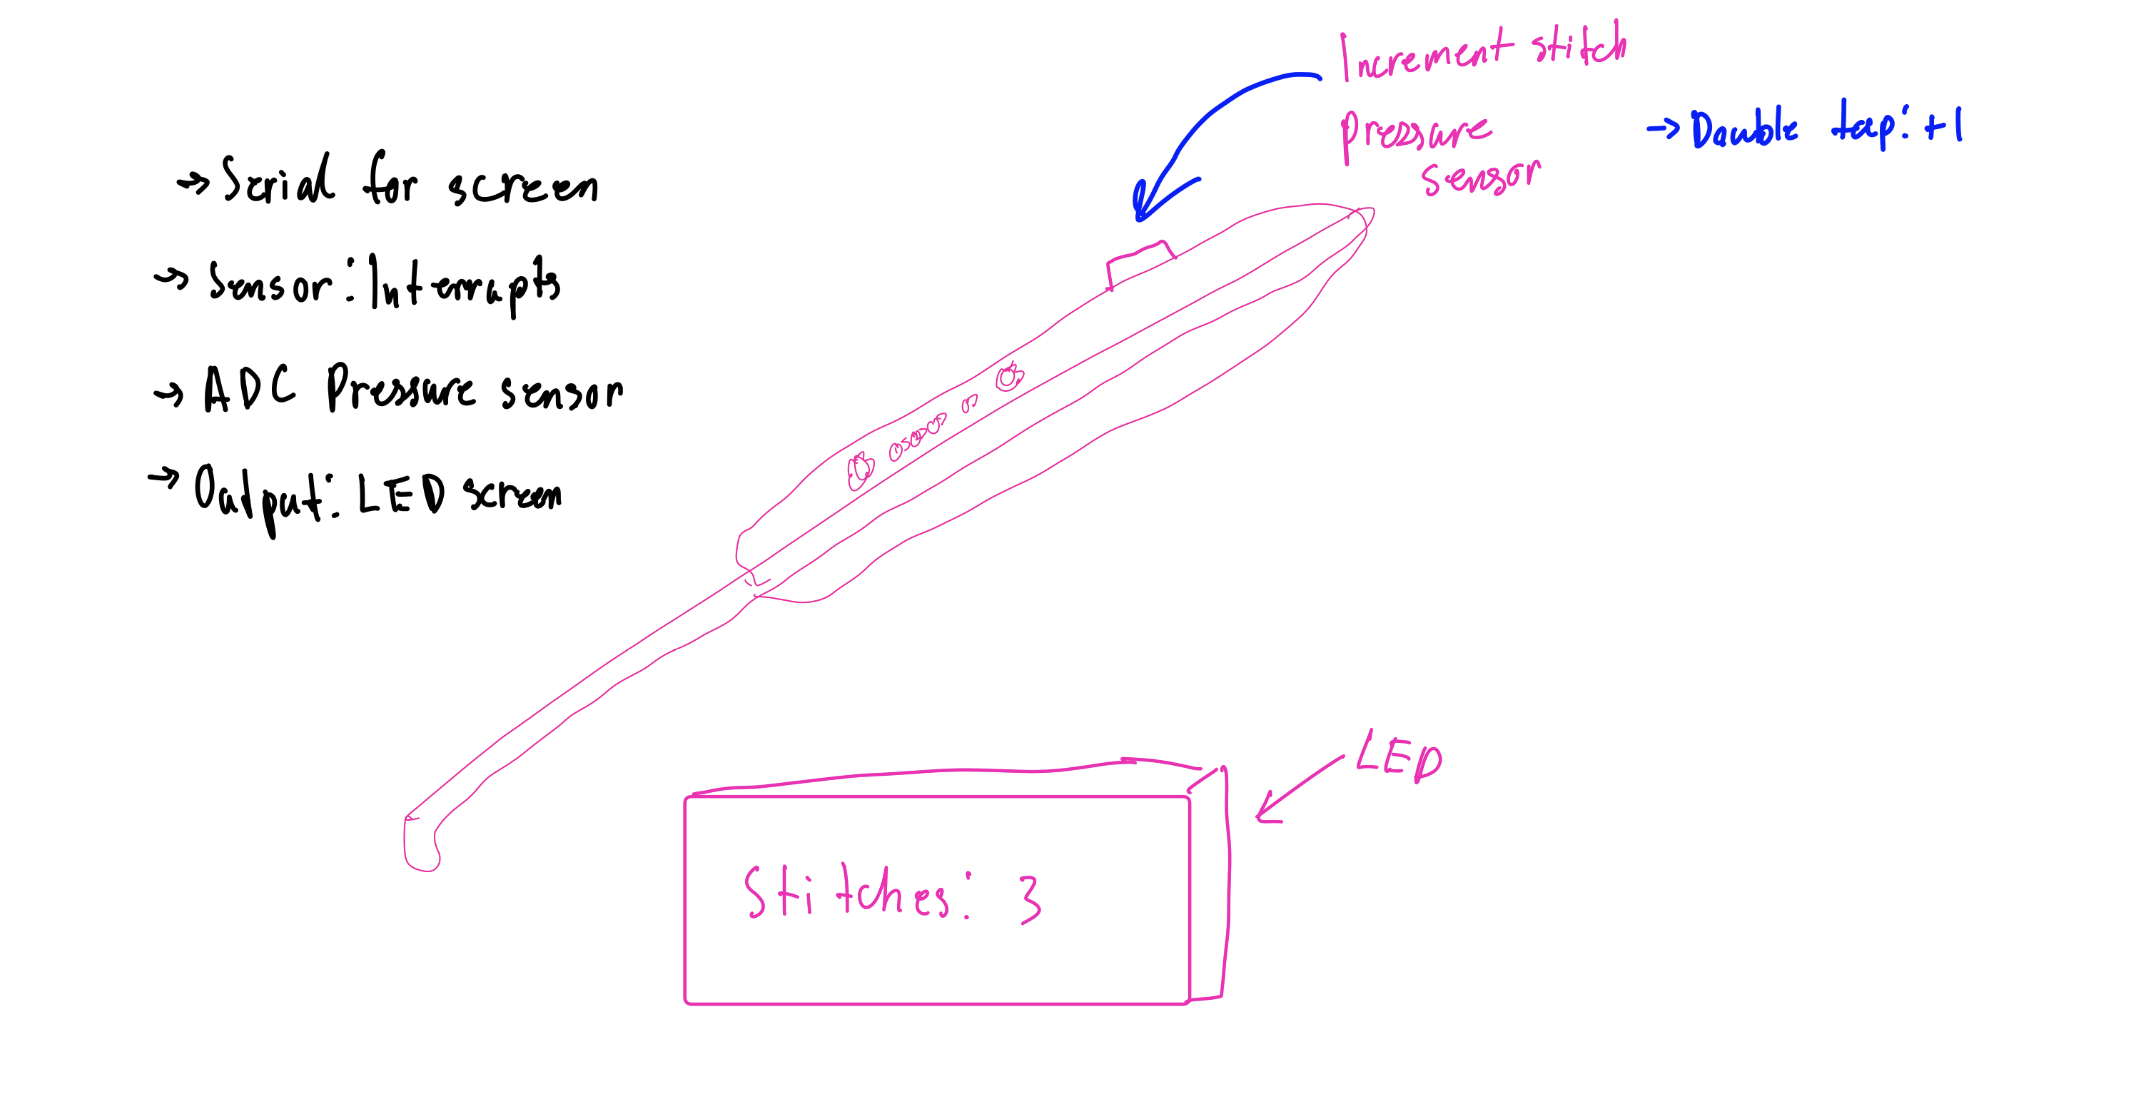 → Serial for screen
→ Sensor: Interrupts
→ ADC Pressure sensor
→ Output: LED screen
Increment stitch
pressure
sensor
→ Double tap: +1
LED
Stitches: 3